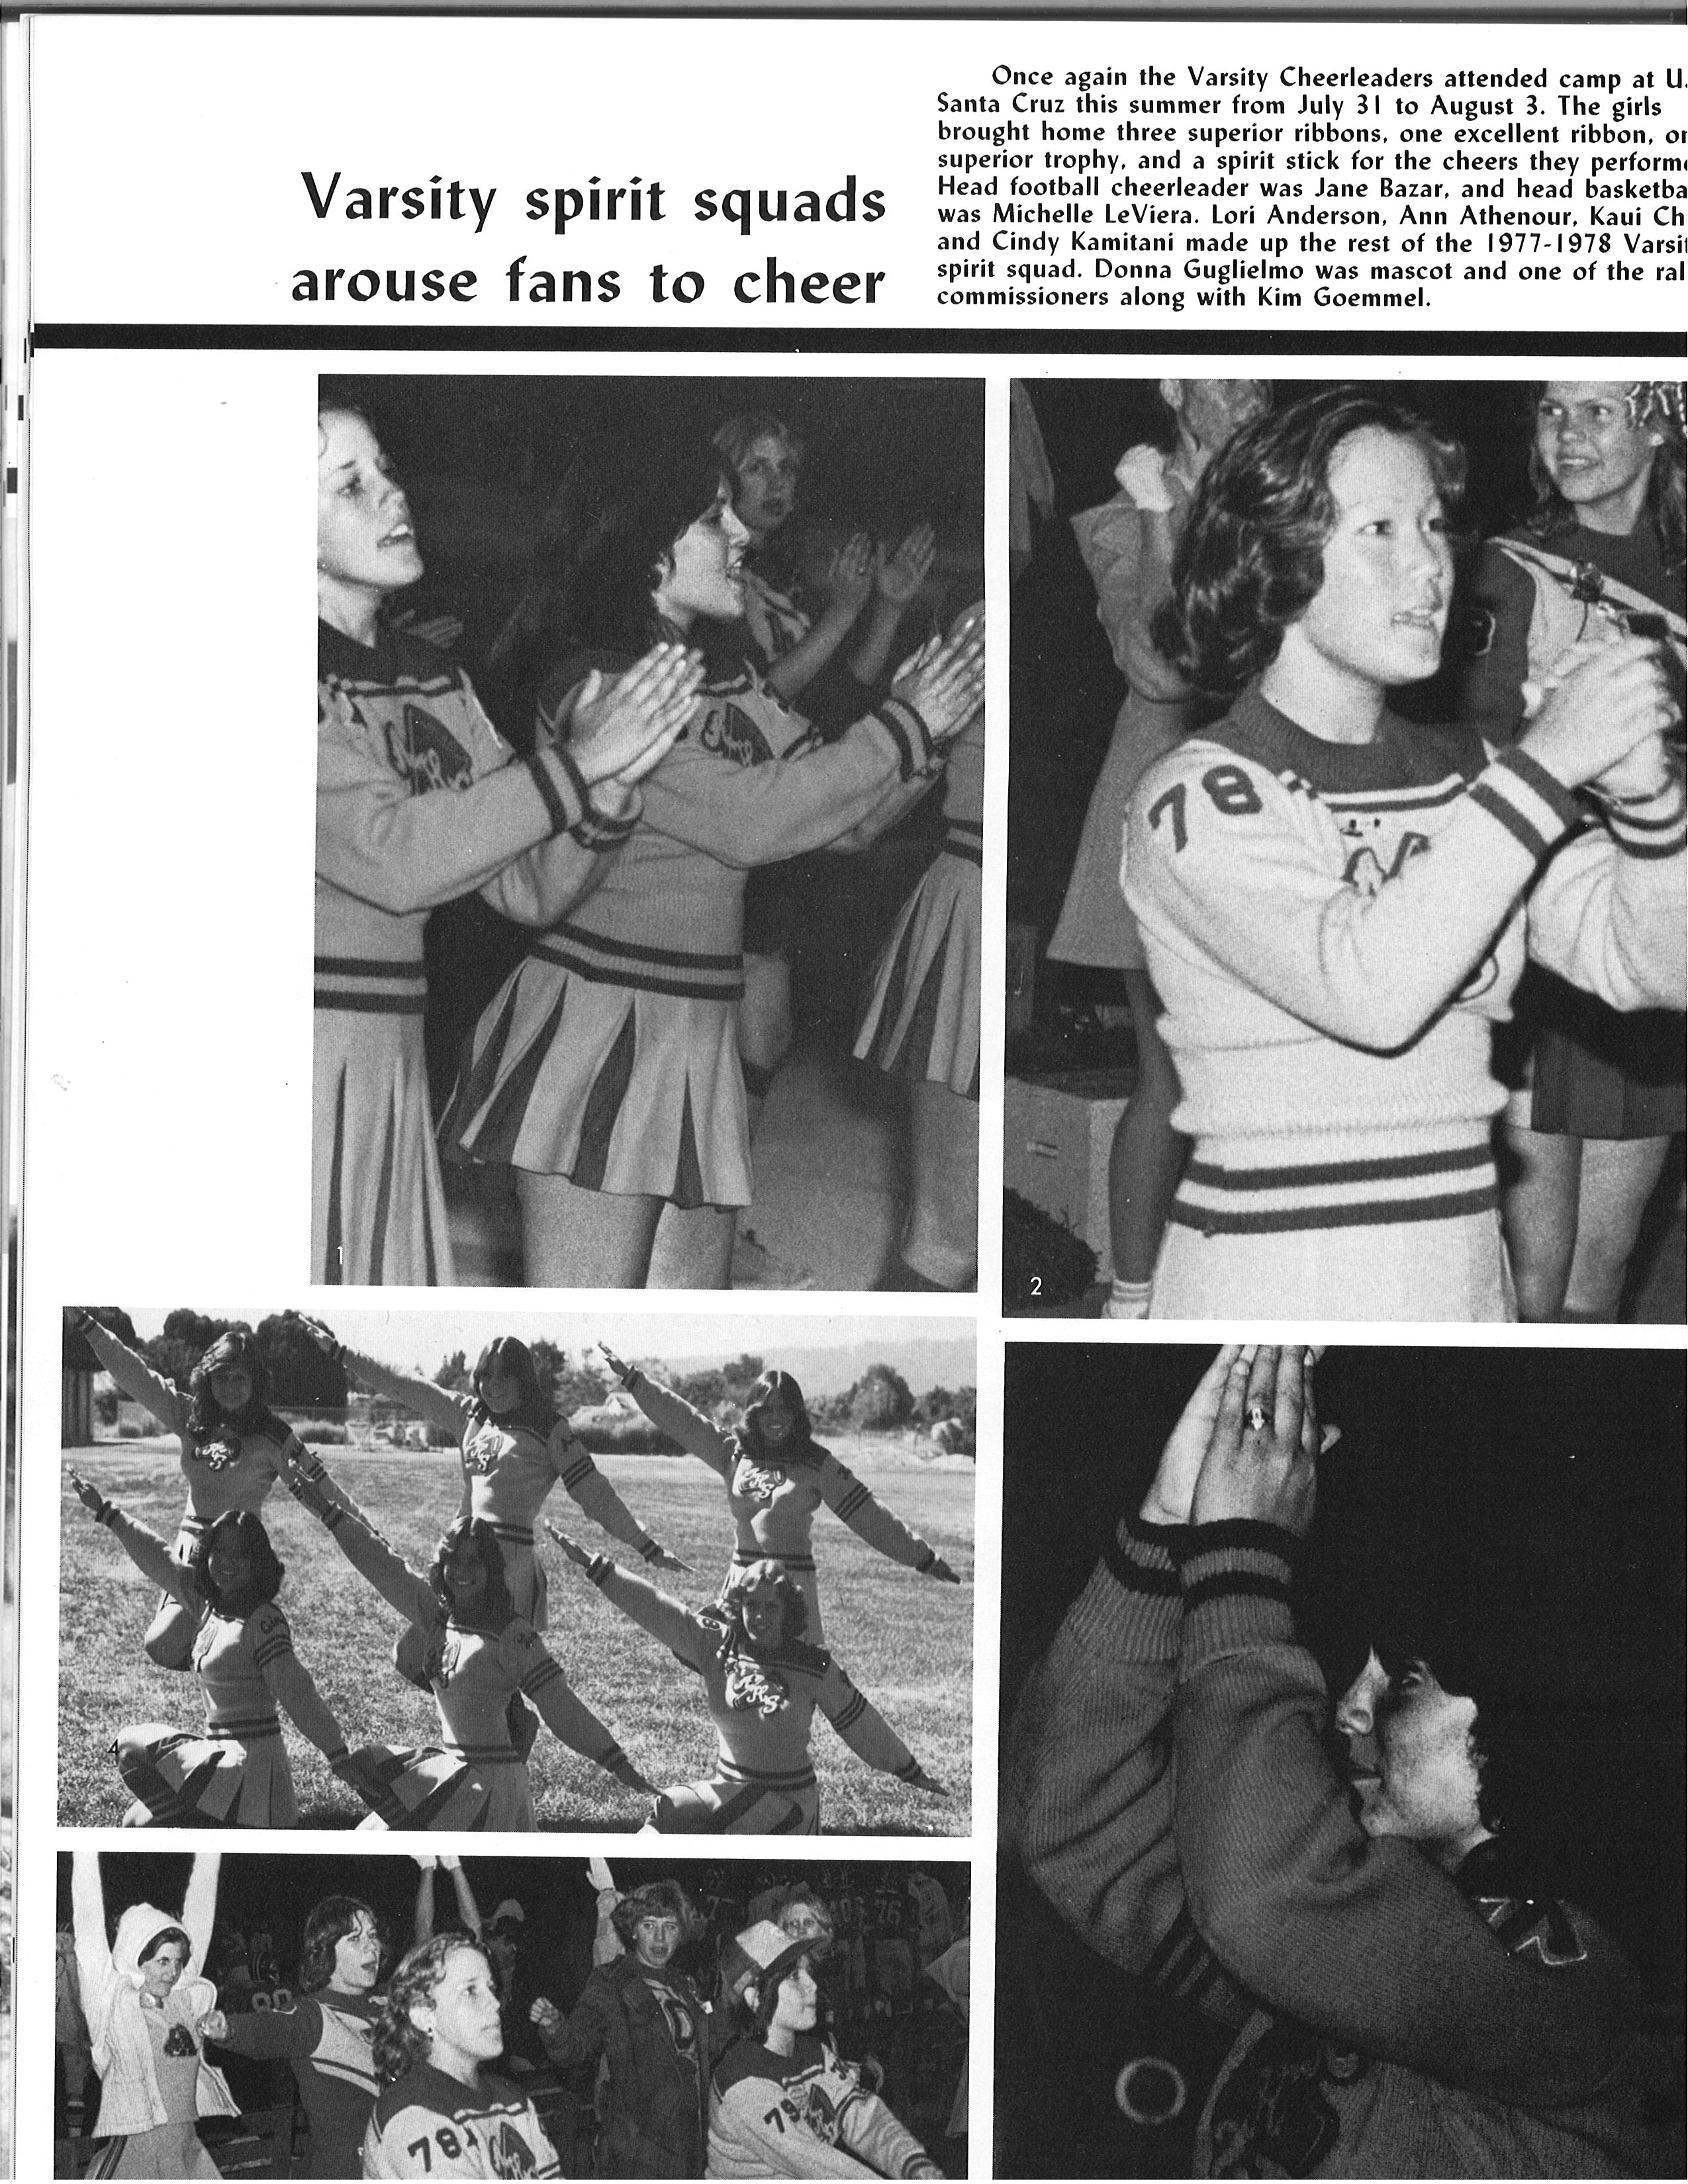 Varsity spirit squads
arouse fans to cheer
Once again the Varsity Cheerleaders attended camp at U.
Santa Cruz this summer from July 31 to August 3. The girls
brought home three superior ribbons, one excellent ribbon,
superior trophy, and a spirit stick for the cheers they
Head football cheerleader was Jane Bazar, and head
was Michelle LeViera. Lori Anderson, Ann Athenour, Kaui
and Cindy Kamitani made up the rest of the 1977-1978
spirit squad. Donna Guglielmo was mascot and one of the
commissioners along with Kim Goemmel.
1
78
2
4
AHS
80
76
78
79